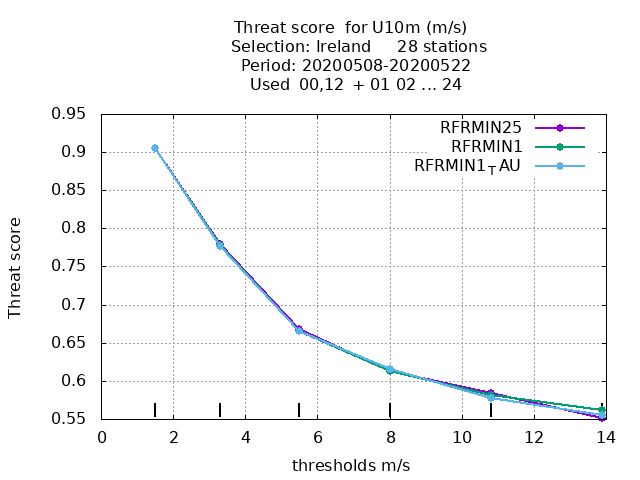 Threat score for U10m (m/s)
Selection: Ireland 28 stations
Period: 20200508-20200522
Used 00,12 + 01 02 ... 24
0.95
0.9
0.85
0.8
0.75
0.7
0.65
0.6
0.55
Threat score
RFRMIN25
RFRMIN1
RFRMIN1TAU
0 2 4 6 8 10 12 14
thresholds m/s